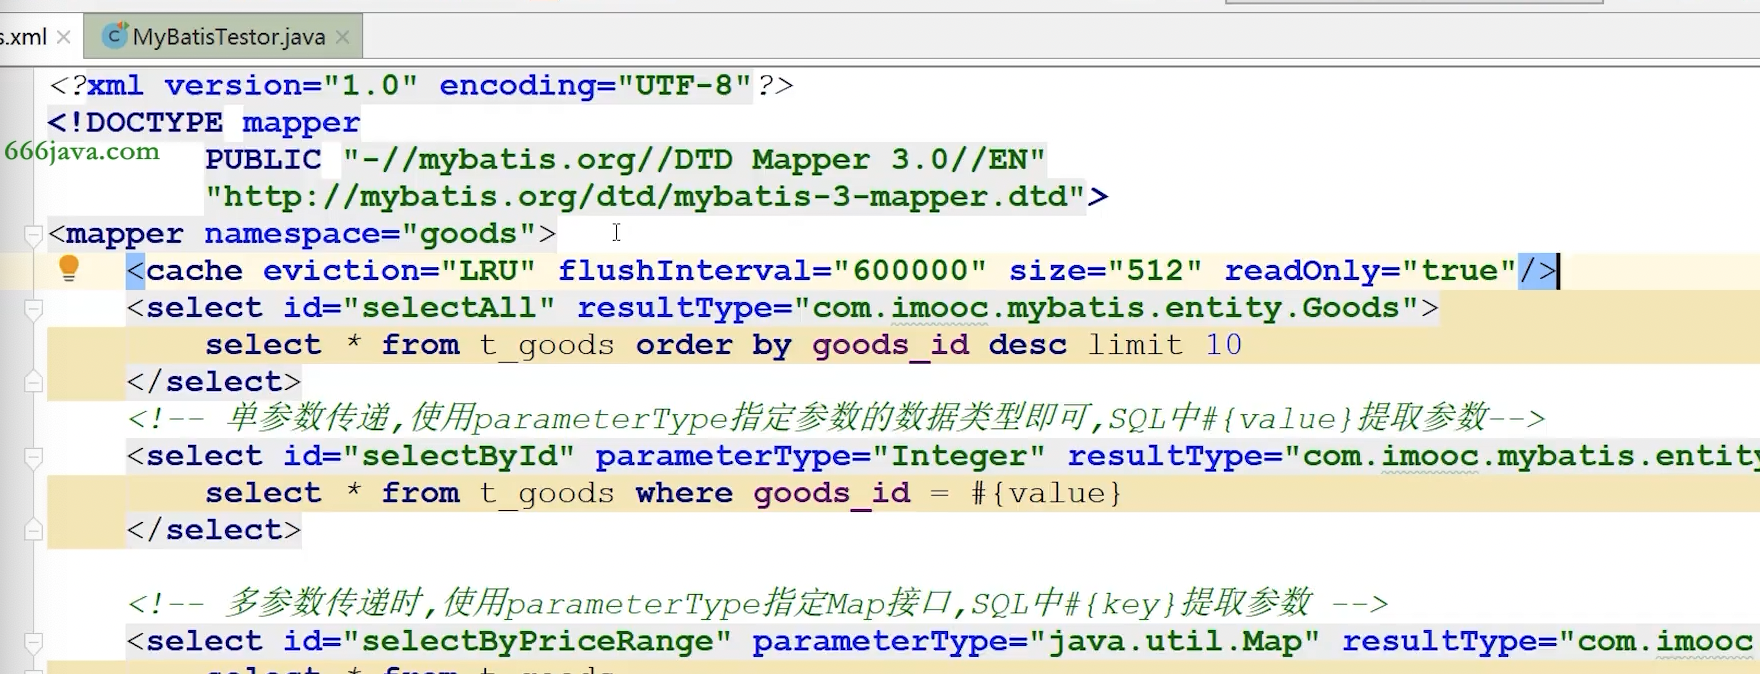 s.xml
MyBatisTestor.java
<?xml version="1.0" encoding="UTF-8"?>
<!DOCTYPE mapper
666java.com
PUBLIC "-//mybatis.org//DTD Mapper 3.0//EN"
"http://mybatis.org/dtd/mybatis-3-mapper.dtd">
<mapper namespace="goods">
<cache eviction="LRU" flushInterval="600000" size="512" readOnly="true"/>
<select id="selectAll" resultType="com.imooc.mybatis.entity.Goods">
select * from t_goods order by goods_id desc limit 10
</select>
<!-- 单参数传递,使用parameterType指定参数的数据类型即可,SQL中#{value}提取参数-->
<select id="selectById" parameterType="Integer" resultType="com.imooc.mybatis.entity
select * from t_goods where goods_id = #{value}
</select>
<!-- 多参数传递时,使用parameterType指定Map接口,SQL中#{key}提取参数 -->
<select id="selectByPriceRange" parameterType="java.util.Map" resultType="com.imooc
select * from t_goods